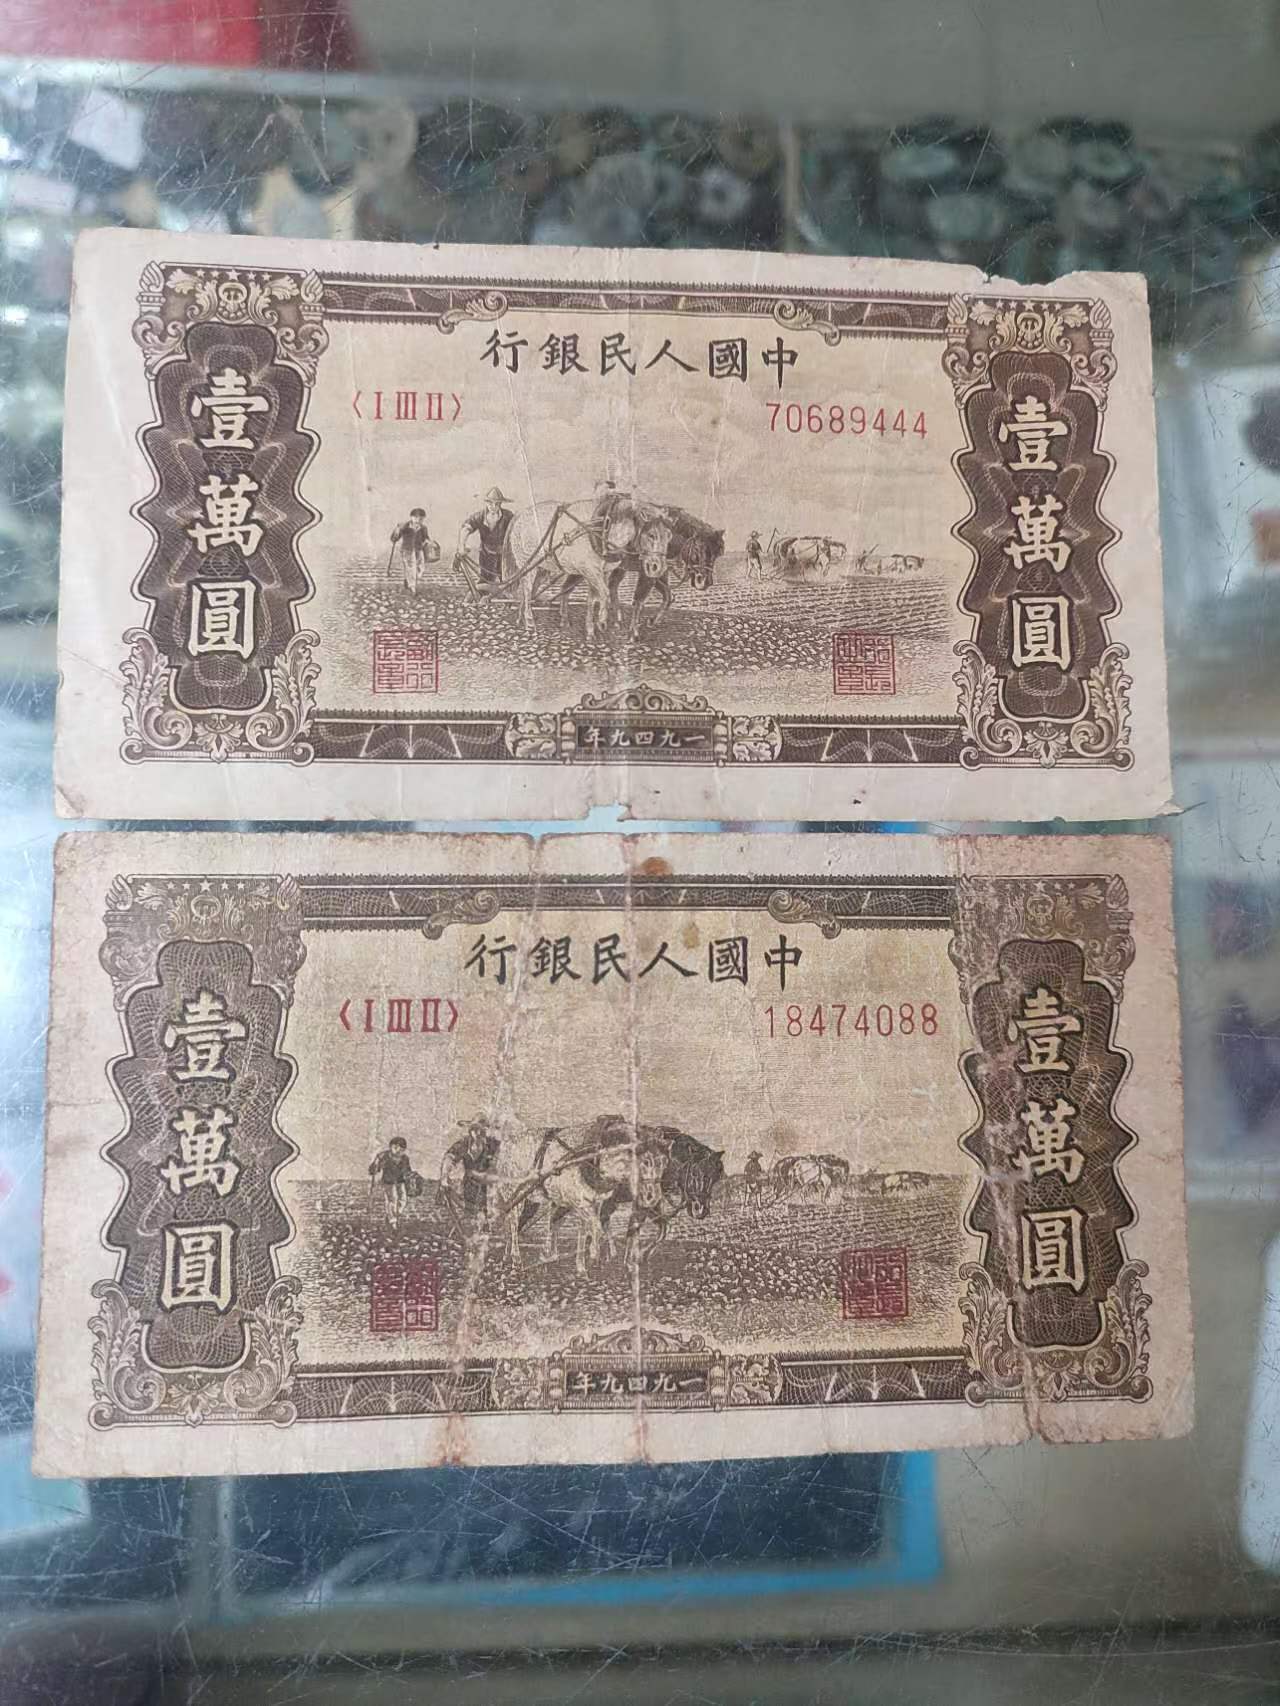 行銀民人國中
〈I III II〉
70689444
壹萬圓
壹萬圓
年九四九一
行銀民人國中
〈I III II〉
18474088
壹萬圓
壹萬圓
年九四九一